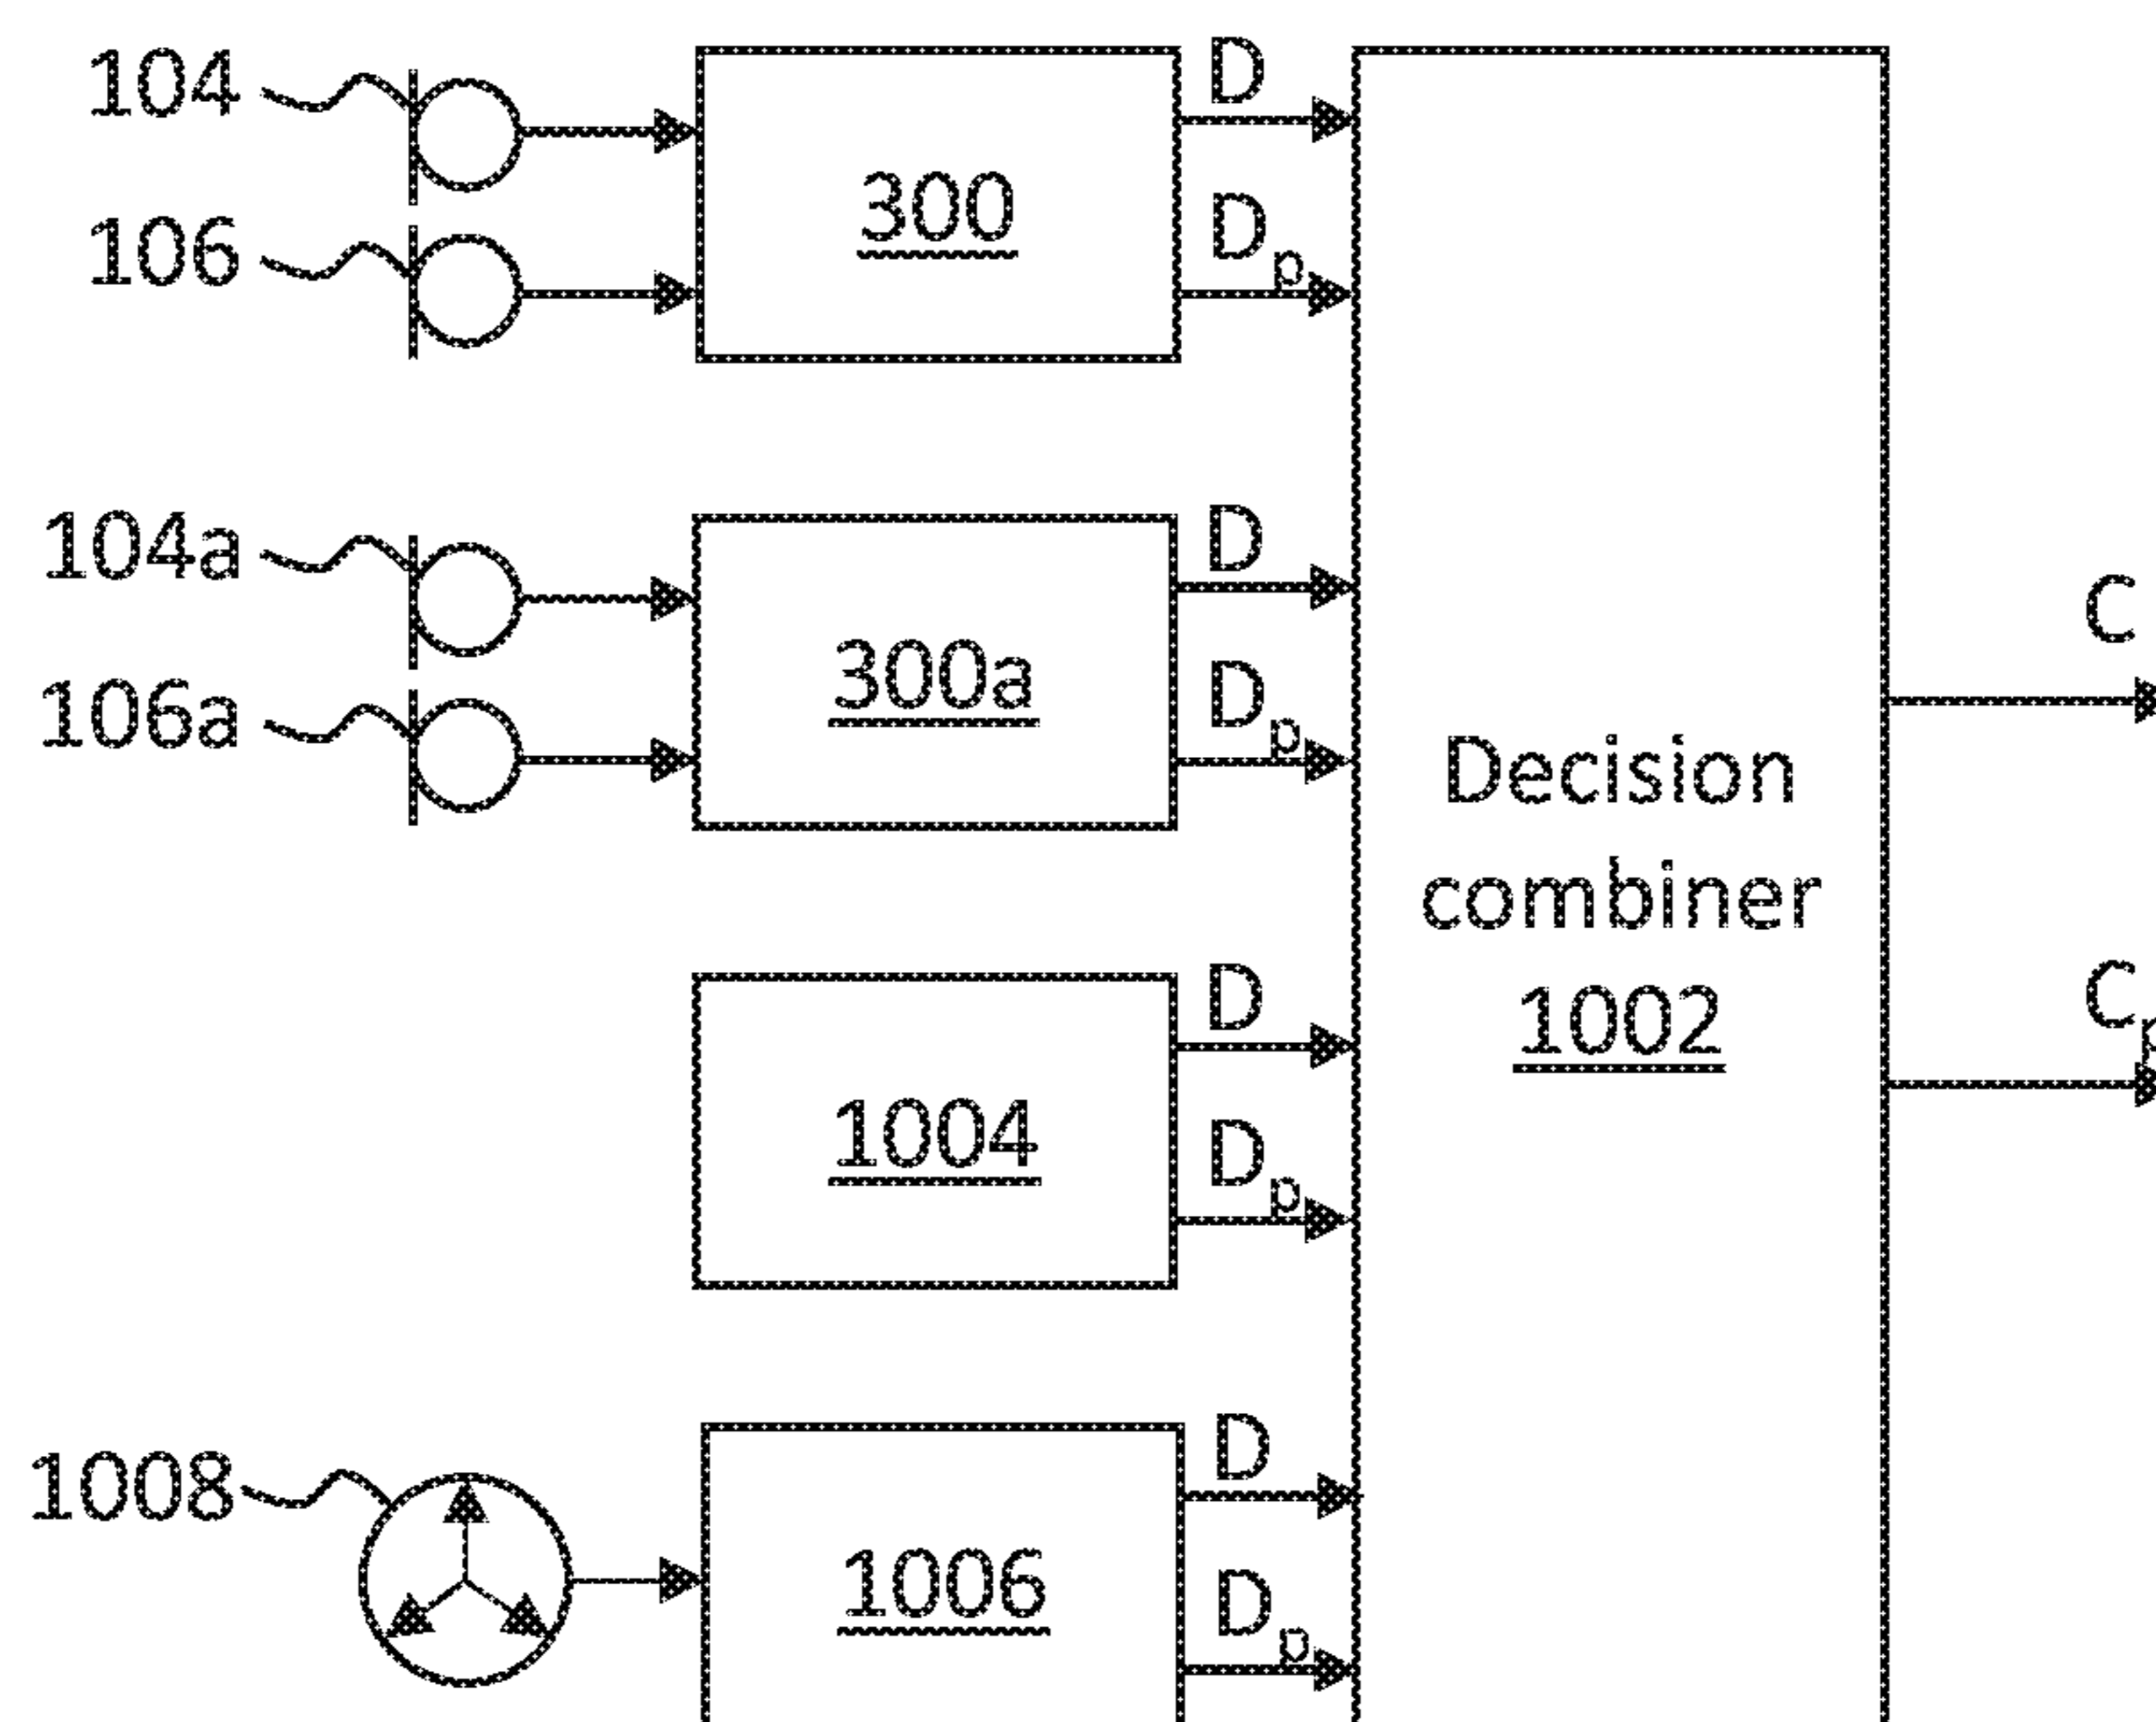 104
D
106
300
Dp
104a
D
300a
C
106a
Dp
Decision
combiner
1002
D
Cp
1004
Dp
1008
D
1006
Dp